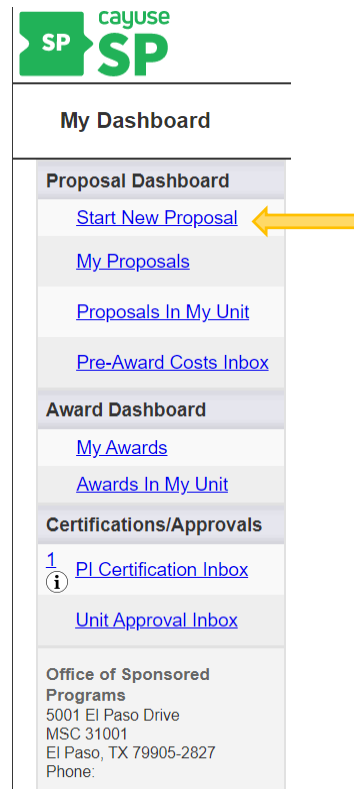 SP
cayuse
SP
My Dashboard
Proposal Dashboard
Start New Proposal
My Proposals
Proposals In My Unit
Pre-Award Costs Inbox
Award Dashboard
My Awards
Awards In My Unit
Certifications/Approvals
1
i PI Certification Inbox
Unit Approval Inbox
Office of Sponsored
Programs
5001 El Paso Drive
MSC 31001
El Paso, TX 79905-2827
Phone: